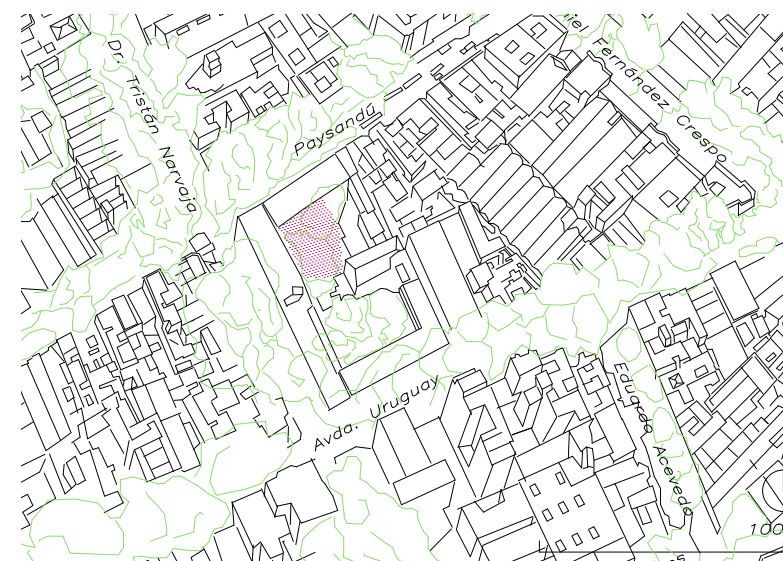 Dr. Tristán Narvaja
Paysandú
Fernández Crespo
Avda. Uruguay
Eduardo Acevedo
100